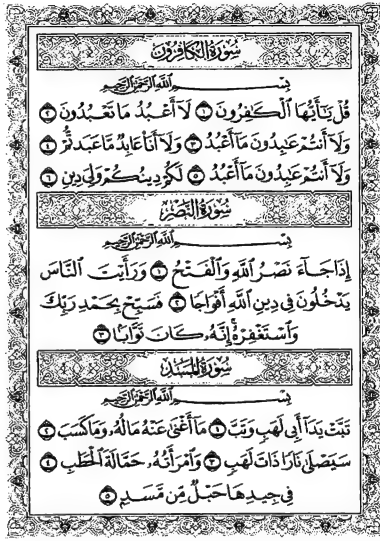 سُورَةُ الكَافِرُونَ
بِسْمِ اللَّهِ الرَّحْمَٰنِ الرَّحِيمِ
قُلْ يَٰٓأَيُّهَا ٱلْكَٰفِرُونَ ١ لَآ أَعْبُدُ مَا تَعْبُدُونَ ٢
وَلَآ أَنتُمْ عَٰبِدُونَ مَآ أَعْبُدُ ٣ وَلَآ أَنَا۠ عَابِدٌ مَّا عَبَدتُّمْ ٤
وَلَآ أَنتُمْ عَٰبِدُونَ مَآ أَعْبُدُ ٥ لَكُمْ دِينُكُمْ وَلِيَ دِينِ ٦
سُورَةُ النَّصْرِ
بِسْمِ اللَّهِ الرَّحْمَٰنِ الرَّحِيمِ
إِذَا جَآءَ نَصْرُ ٱللَّهِ وَٱلْفَتْحُ ١ وَرَأَيْتَ ٱلنَّاسَ
يَدْخُلُونَ فِى دِينِ ٱللَّهِ أَفْوَاجًا ٢ فَسَبِّحْ بِحَمْدِ رَبِّكَ
وَٱسْتَغْفِرْهُ إِنَّهُۥ كَانَ تَوَّابًۢا ٣
سُورَةُ المَسَد
بِسْمِ اللَّهِ الرَّحْمَٰنِ الرَّحِيمِ
تَبَّتْ يَدَآ أَبِى لَهَبٍ وَتَبَّ ١ مَآ أَغْنَىٰ عَنْهُ مَالُهُۥ وَمَا كَسَبَ ٢
سَيَصْلَىٰ نَارًا ذَاتَ لَهَبٍ ٣ وَٱمْرَأَتُهُۥ حَمَّالَةَ ٱلْحَطَبِ ٤
فِى جِيدِهَا حَبْلٌ مِّن مَّسَدٍۭ ٥